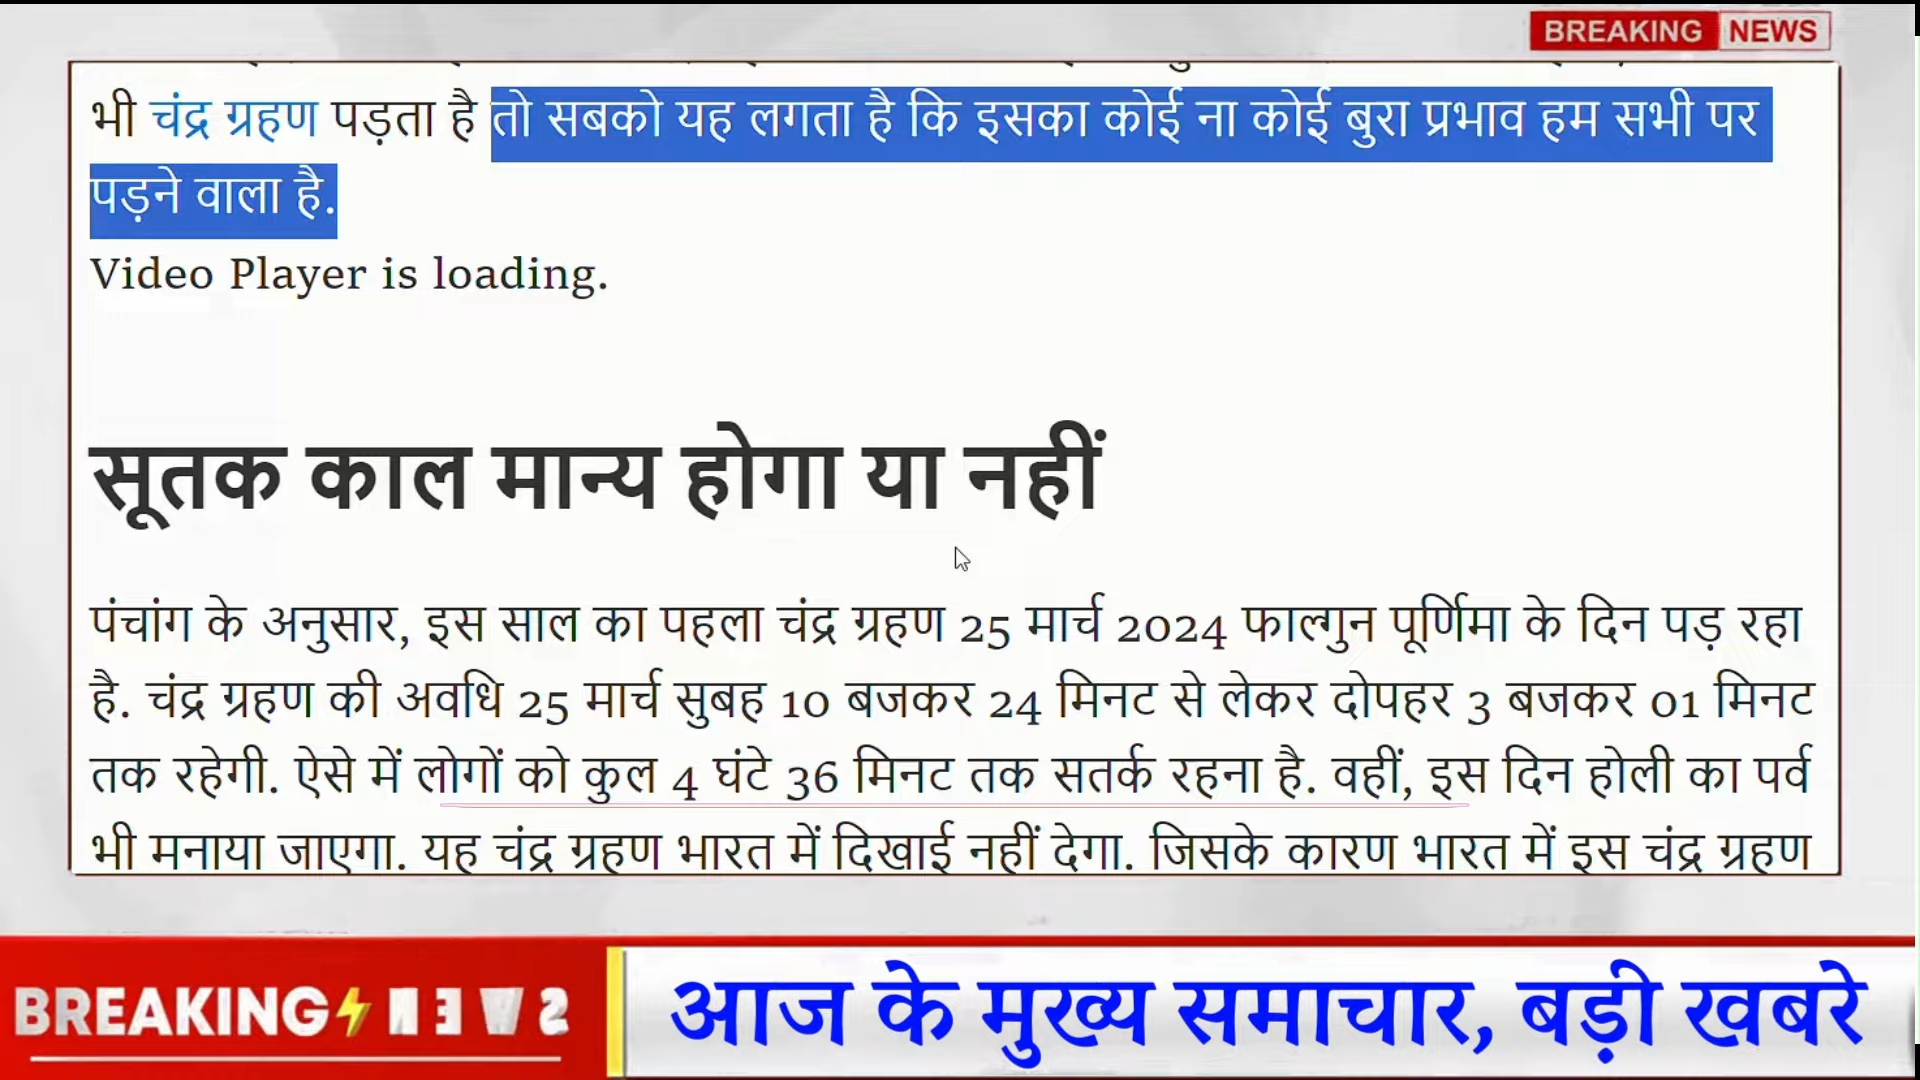 BREAKING NEWS
भी चंद्र ग्रहण पड़ता है तो सबको यह लगता है कि इसका कोई ना कोई बुरा प्रभाव हम सभी पर
पड़ने वाला है.
Video Player is loading.
सूतक काल मान्य होगा या नहीं
पंचांग के अनुसार, इस साल का पहला चंद्र ग्रहण 25 मार्च 2024 फाल्गुन पूर्णिमा के दिन पड़ रहा
है. चंद्र ग्रहण की अवधि 25 मार्च सुबह 10 बजकर 24 मिनट से लेकर दोपहर 3 बजकर 01 मिनट
तक रहेगी. ऐसे में लोगों को कुल 4 घंटे 36 मिनट तक सतर्क रहना है. वहीं, इस दिन होली का पर्व
भी मनाया जाएगा. यह चंद्र ग्रहण भारत में दिखाई नहीं देगा. जिसके कारण भारत में इस चंद्र ग्रहण
BREAKING NEWS
आज के मुख्य समाचार, बड़ी खबरे